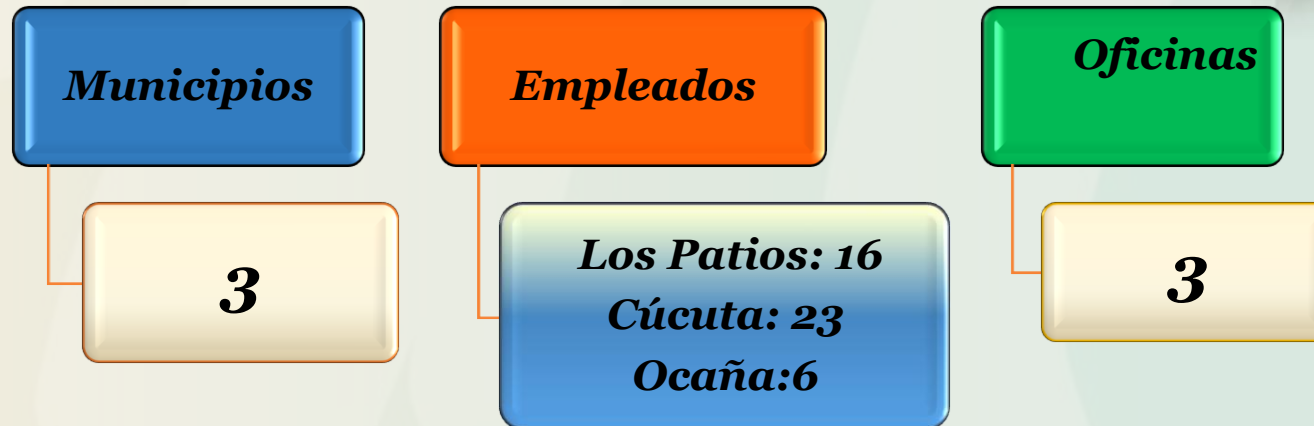 Municipios
3
Empleados
Los Patios: 16
Cúcuta: 23
Ocaña:6
Oficinas
3